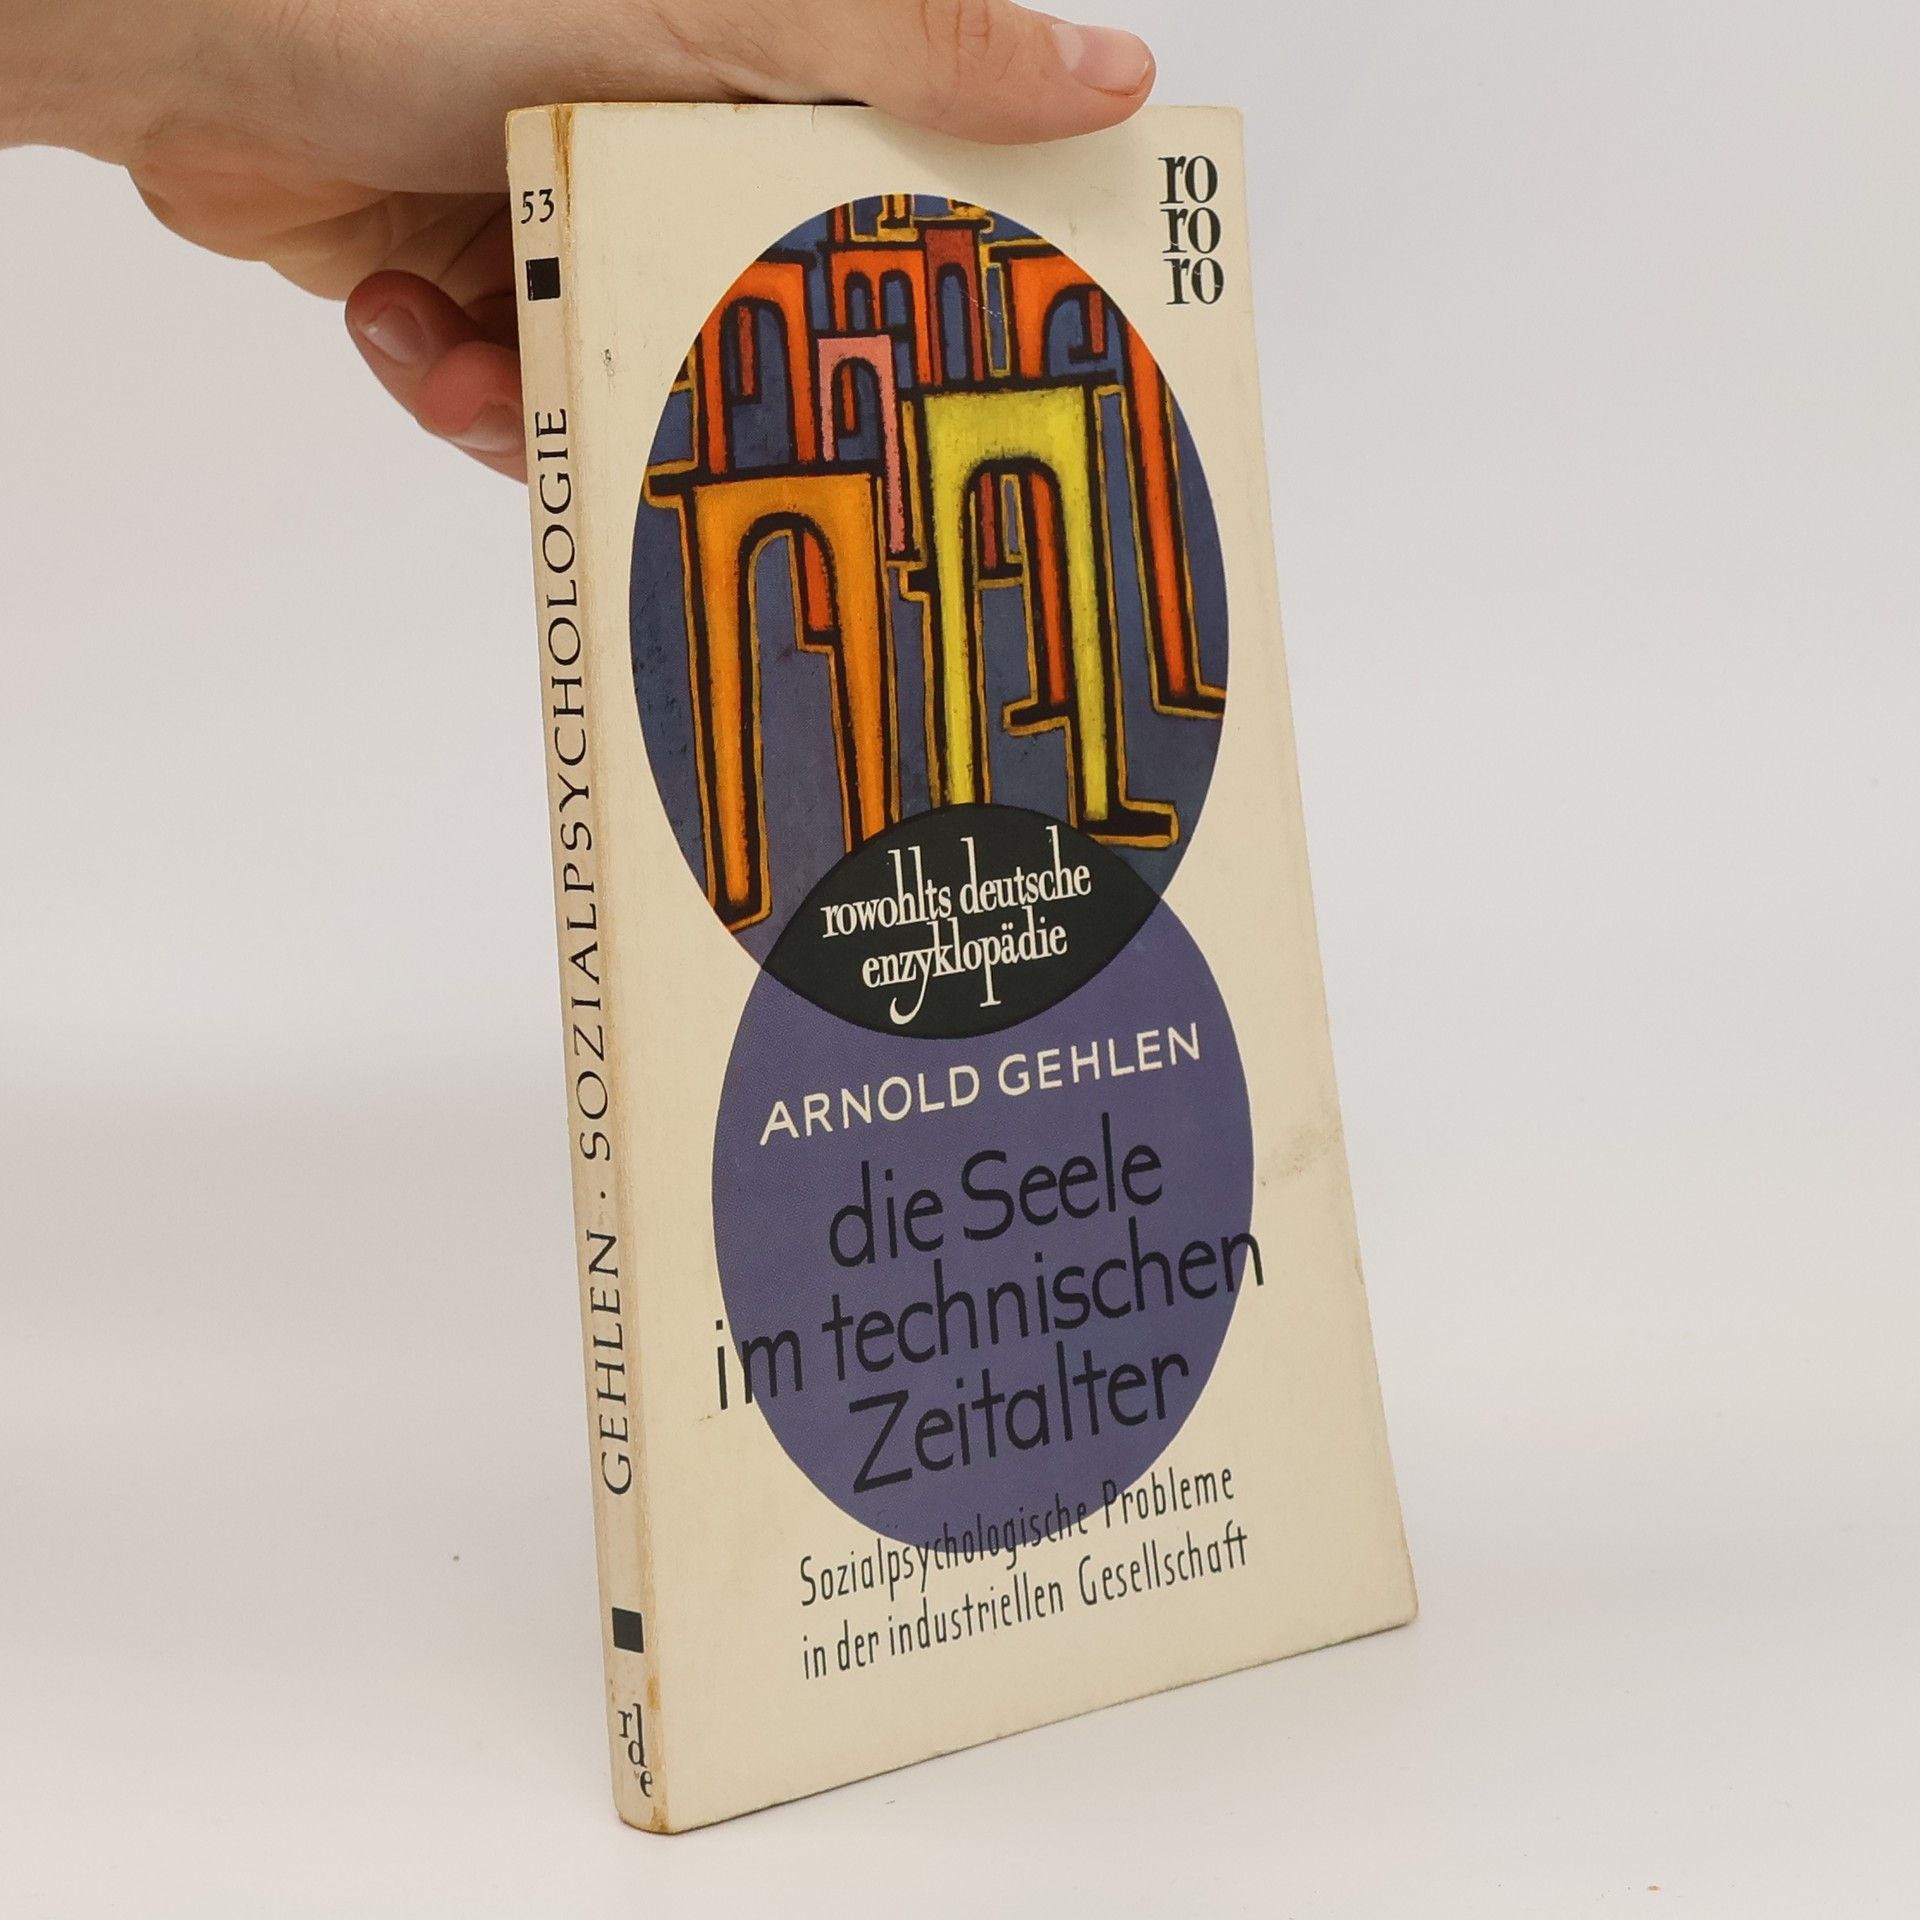 53
GEHLEN · SOZIALPSYCHOLOGIE
rde
ro
ro
ro
rowohlts deutsche
enzyklopädie
ARNOLD GEHLEN
die Seele
im technischen
Zeitalter
Sozialpsychologische Probleme
in der industriellen Gesellschaft